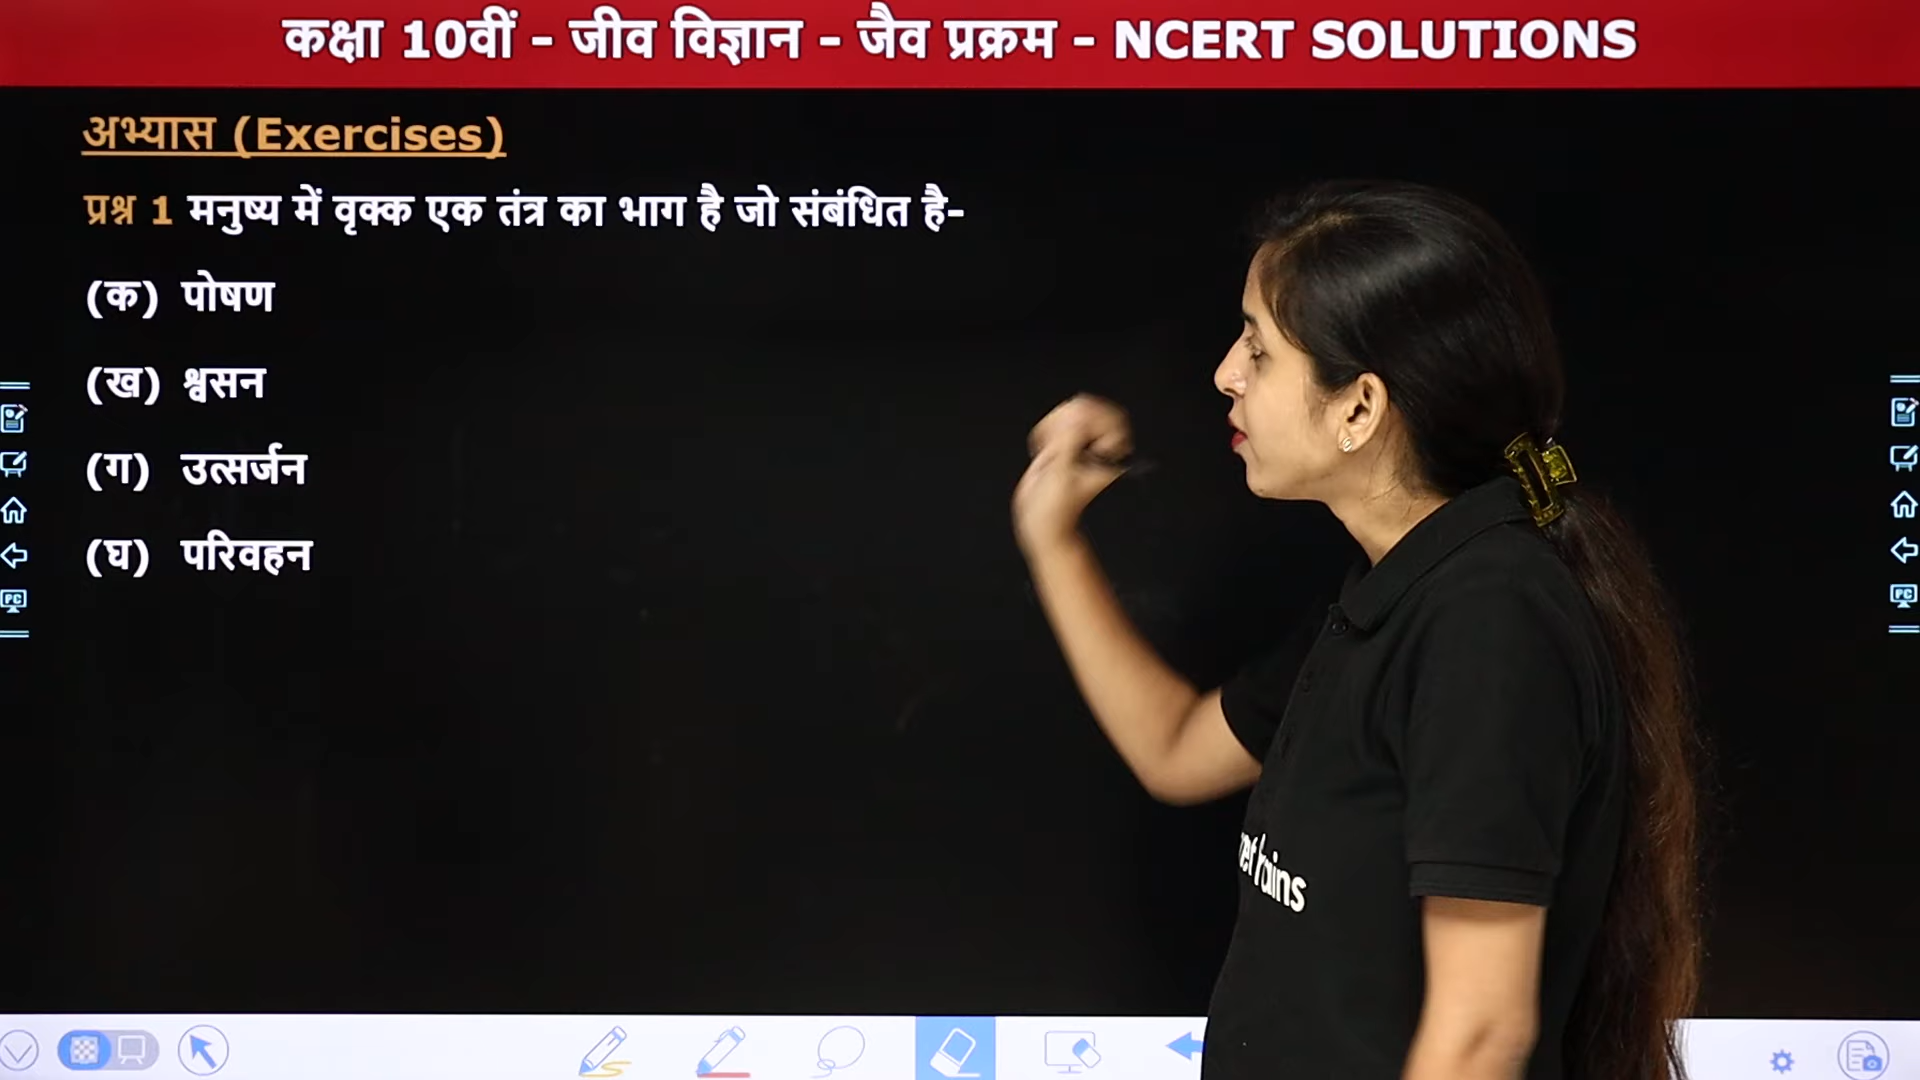 कक्षा 10वीं - जीव विज्ञान - जैव प्रक्रम - NCERT SOLUTIONS
अभ्यास (Exercises)
प्रश्न 1 मनुष्य में वृक्क एक तंत्र का भाग है जो संबंधित है-
(क) पोषण
(ख) श्वसन
(ग) उत्सर्जन
(घ) परिवहन